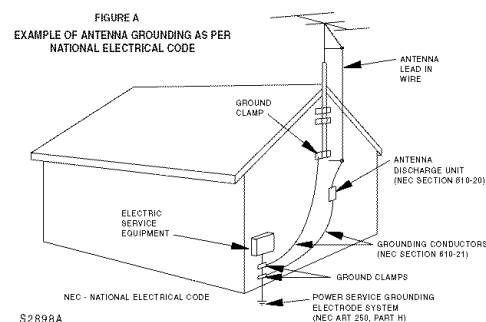 FIGURE A
EXAMPLE OF ANTENNA GROUNDING AS PER
NATIONAL ELECTRICAL CODE
ANTENNA
LEAD IN
WIRE
GROUND
CLAMP
ANTENNA
DISCHARGE UNIT
(NEC SECTION 810-20)
ELECTRIC
SERVICE
EQUIPMENT
GROUNDING CONDUCTORS
(NEC SECTION 810-21)
GROUND CLAMPS
NEC - NATIONAL ELECTRICAL CODE
POWER SERVICE GROUNDING
ELECTRODE SYSTEM
(NEC ART 250, PART H)
S2898A